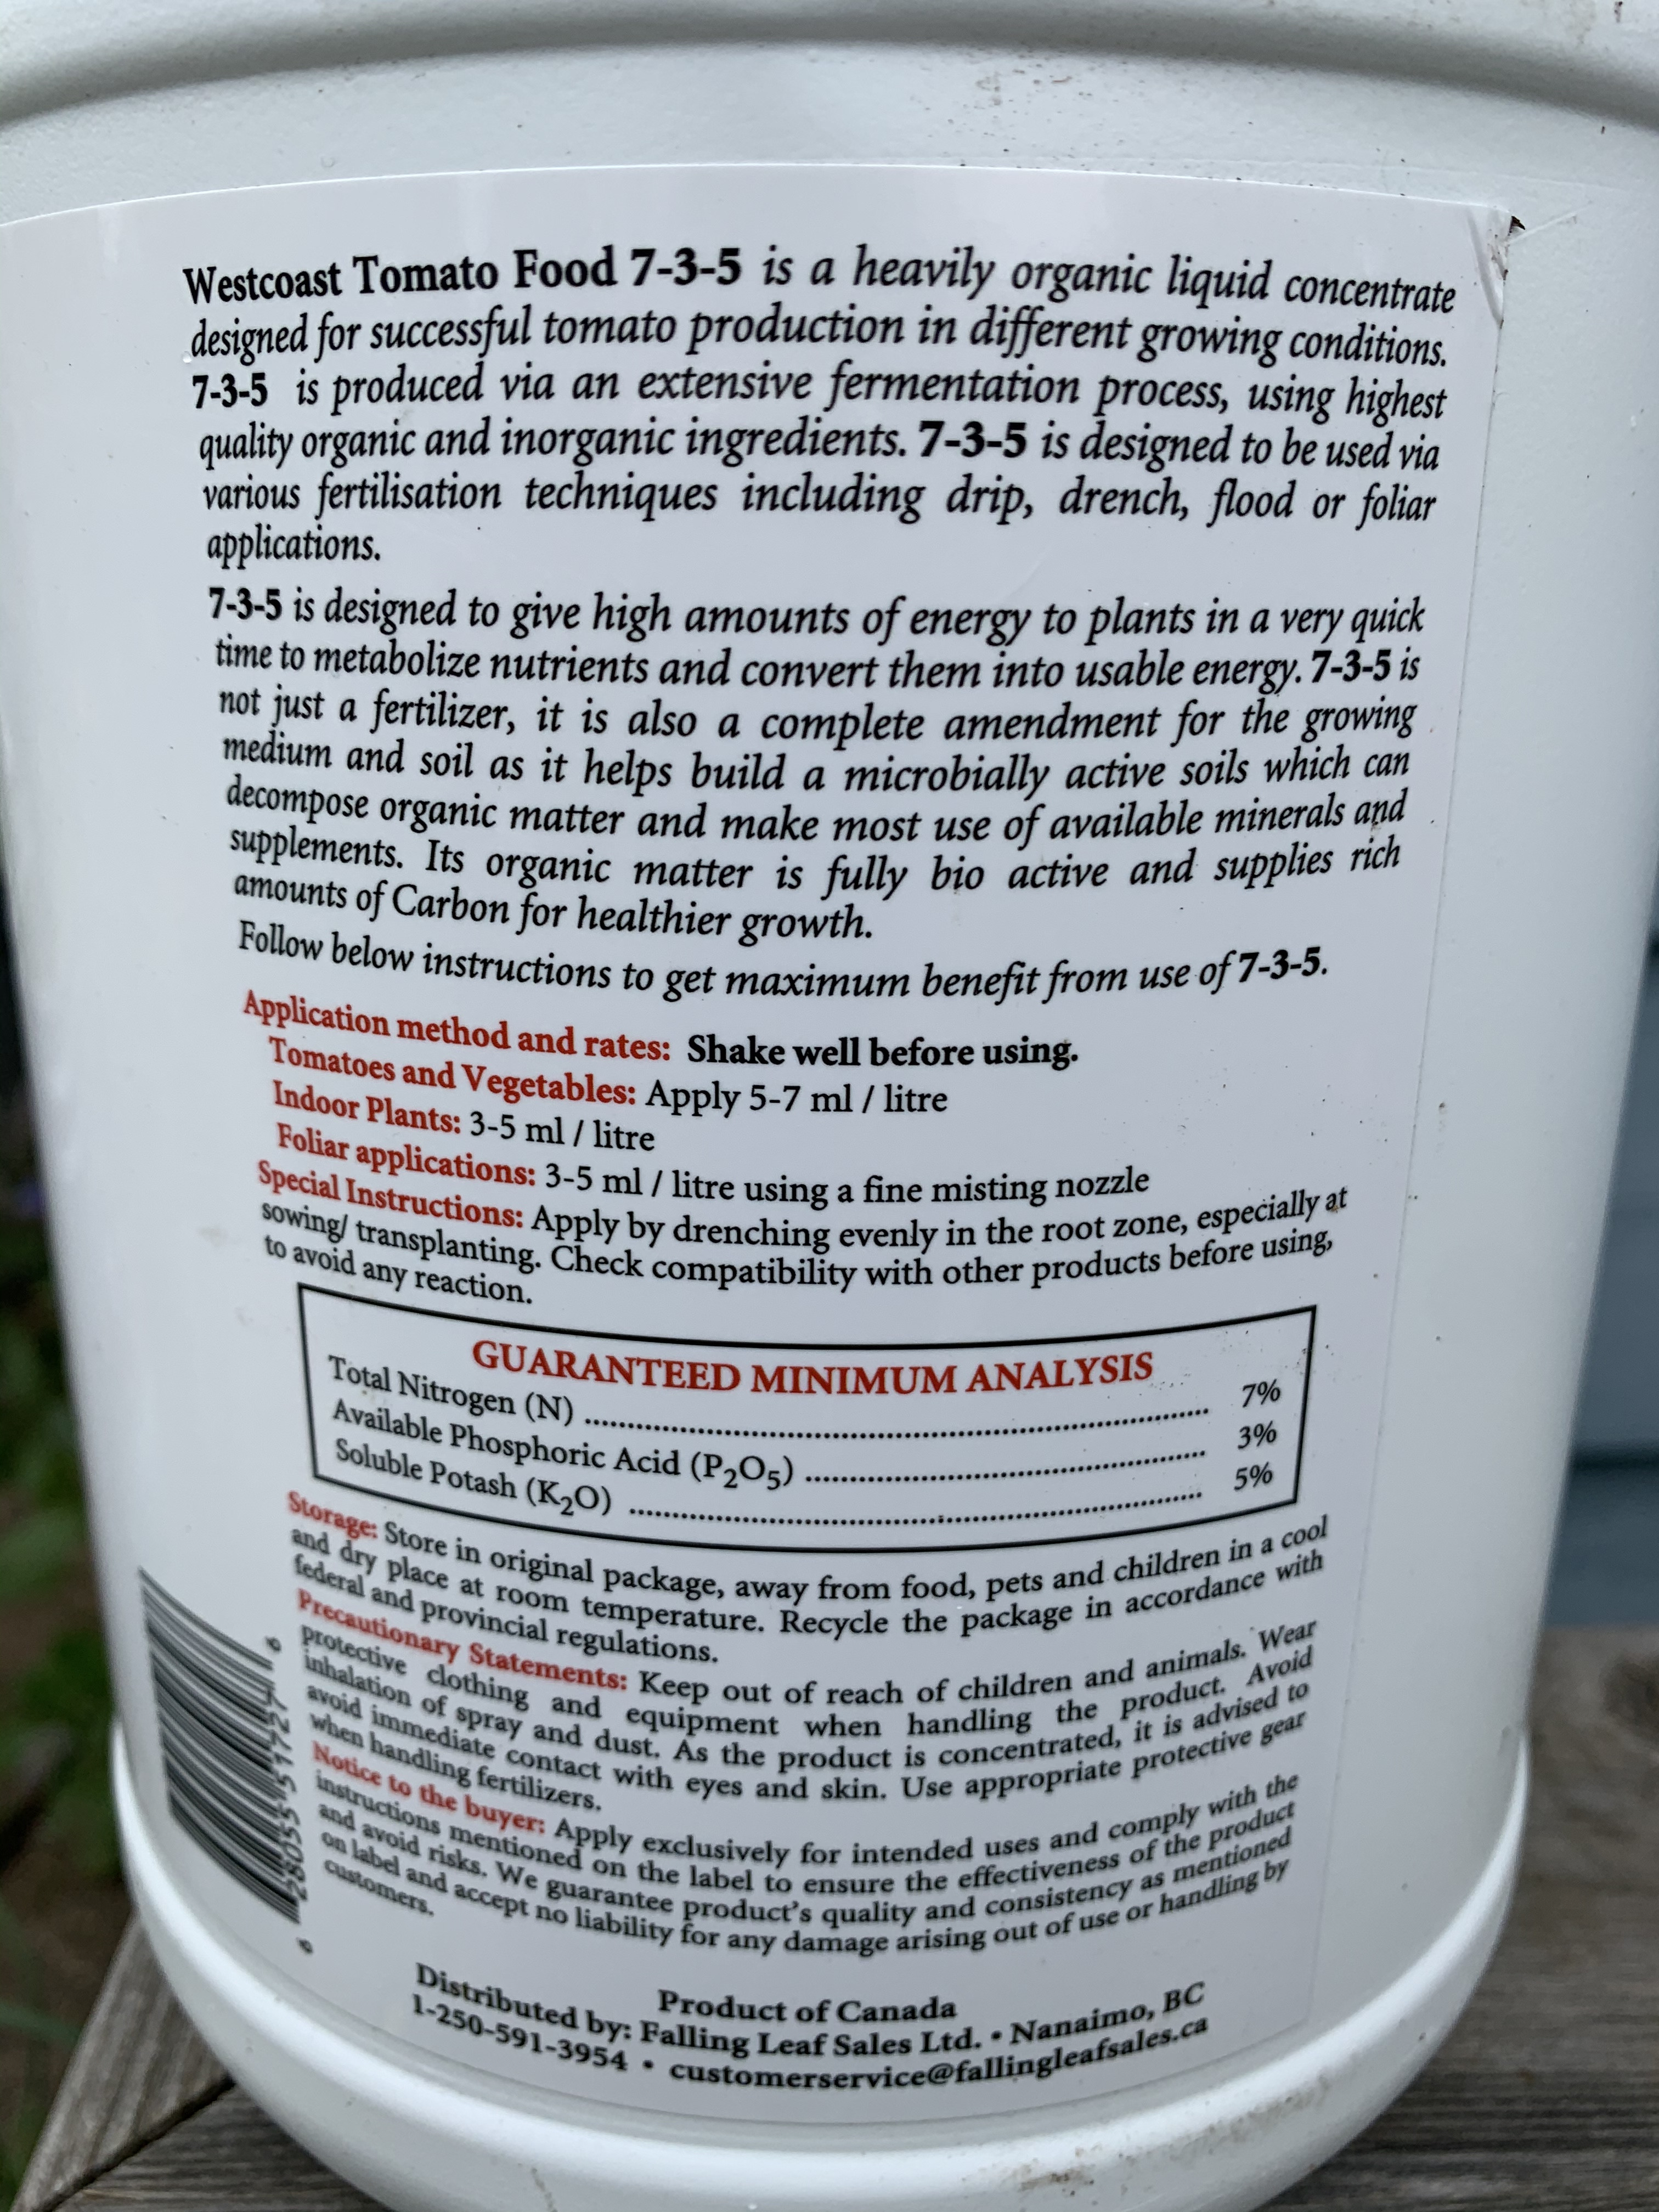 Westcoast Tomato Food 7-3-5 is a heavily organic liquid concentrate
designed for successful tomato production in different growing conditions.
7-3-5 is produced via an extensive fermentation process, using highest
quality organic and inorganic ingredients. 7-3-5 is designed to be used via
various fertilisation techniques including drip, drench, flood or foliar
applications.
7-3-5 is designed to give high amounts of energy to plants in a very quick
time to metabolize nutrients and convert them into usable energy. 7-3-5 is
not just a fertilizer, it is also a complete amendment for the growing
medium and soil as it helps build a microbially active soils which can
decompose organic matter and make most use of available minerals and
supplements. Its organic matter is fully bio active and supplies rich
amounts of Carbon for healthier growth.
Follow below instructions to get maximum benefit from use of 7-3-5.
Application method and rates: Shake well before using.
Tomatoes and Vegetables: Apply 5-7 ml / litre
Indoor Plants: 3-5 ml / litre
Foliar applications: 3-5 ml / litre using a fine misting nozzle
Special Instructions: Apply by drenching evenly in the root zone, especially at
sowing/ transplanting. Check compatibility with other products before using,
to avoid any reaction.
GUARANTEED MINIMUM ANALYSIS
Total Nitrogen (N) ........ 7%
Available Phosphoric Acid (P₂O₅) ........ 3%
Soluble Potash (K₂O) ........ 5%
Storage: Store in original package, away from food, pets and children in a cool
and dry place at room temperature. Recycle the package in accordance with
federal and provincial regulations.
Precautionary Statements: Keep out of reach of children and animals. Wear
protective clothing and equipment when handling the product. Avoid
inhalation of spray and dust. As the product is concentrated, it is advised to
avoid immediate contact with eyes and skin. Use appropriate protective gear
when handling fertilizers.
Notice to the buyer: Apply exclusively for intended uses and comply with the
instructions mentioned on the label to ensure the effectiveness of the product
and avoid risks. We guarantee product's quality and consistency as mentioned
on label and accept no liability for any damage arising out of use or handling by
customers.
Product of Canada
Distributed by: Falling Leaf Sales Ltd. • Nanaimo, BC
1-250-591-3954 • customerservice@fallingleafsales.ca